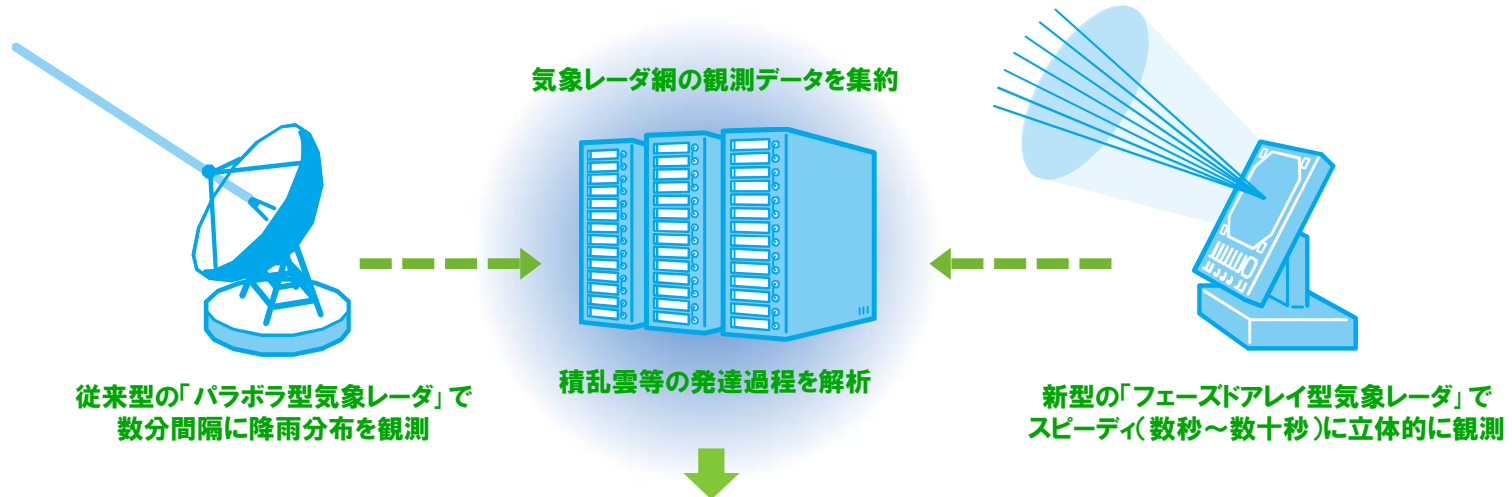 気象レーダ網の観測データを集約
積乱雲等の発達過程を解析
従来型の「パラボラ型気象レーダ」で
数分間隔に降雨分布を観測
新型の「フェーズドアレイ型気象レーダ」で
スピーディ(数秒～数十秒)に立体的に観測